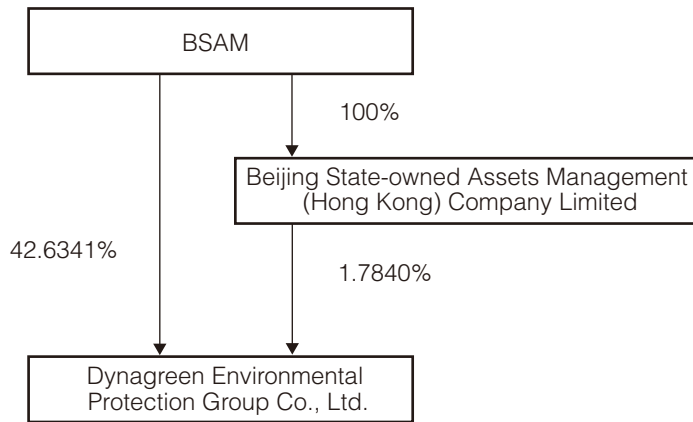 BSAM
100%
Beijing State-owned Assets Management
(Hong Kong) Company Limited
42.6341%
1.7840%
Dynagreen Environmental
Protection Group Co., Ltd.